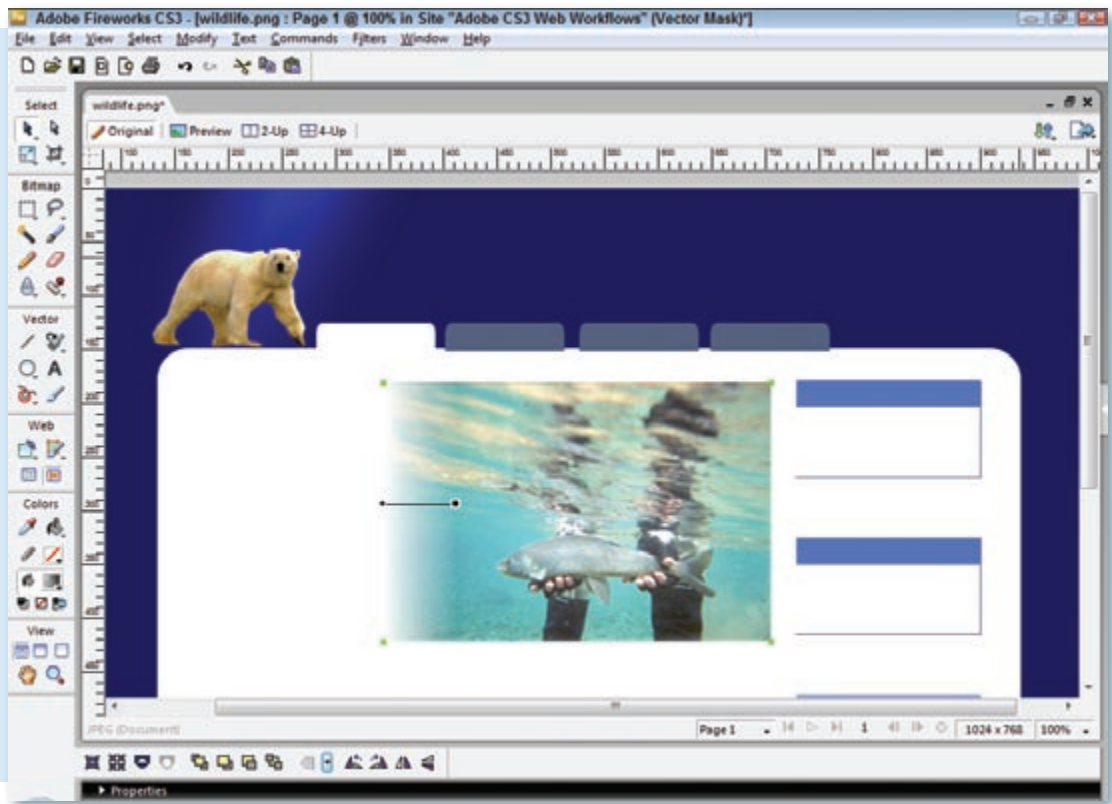 Adobe Fireworks CS3 - [wildlife.png : Page 1 @ 100% in Site "Adobe CS3 Web Workflows" (Vector Mask)*]
File Edit View Select Modify Text Commands Filters Window Help
Select
wildlife.png*
Original Preview 2-Up 4-Up
Bitmap
Vector
A
Web
Colors
View
JPEG (Document)
Page 1 1 1024 x 768 100%
Properties